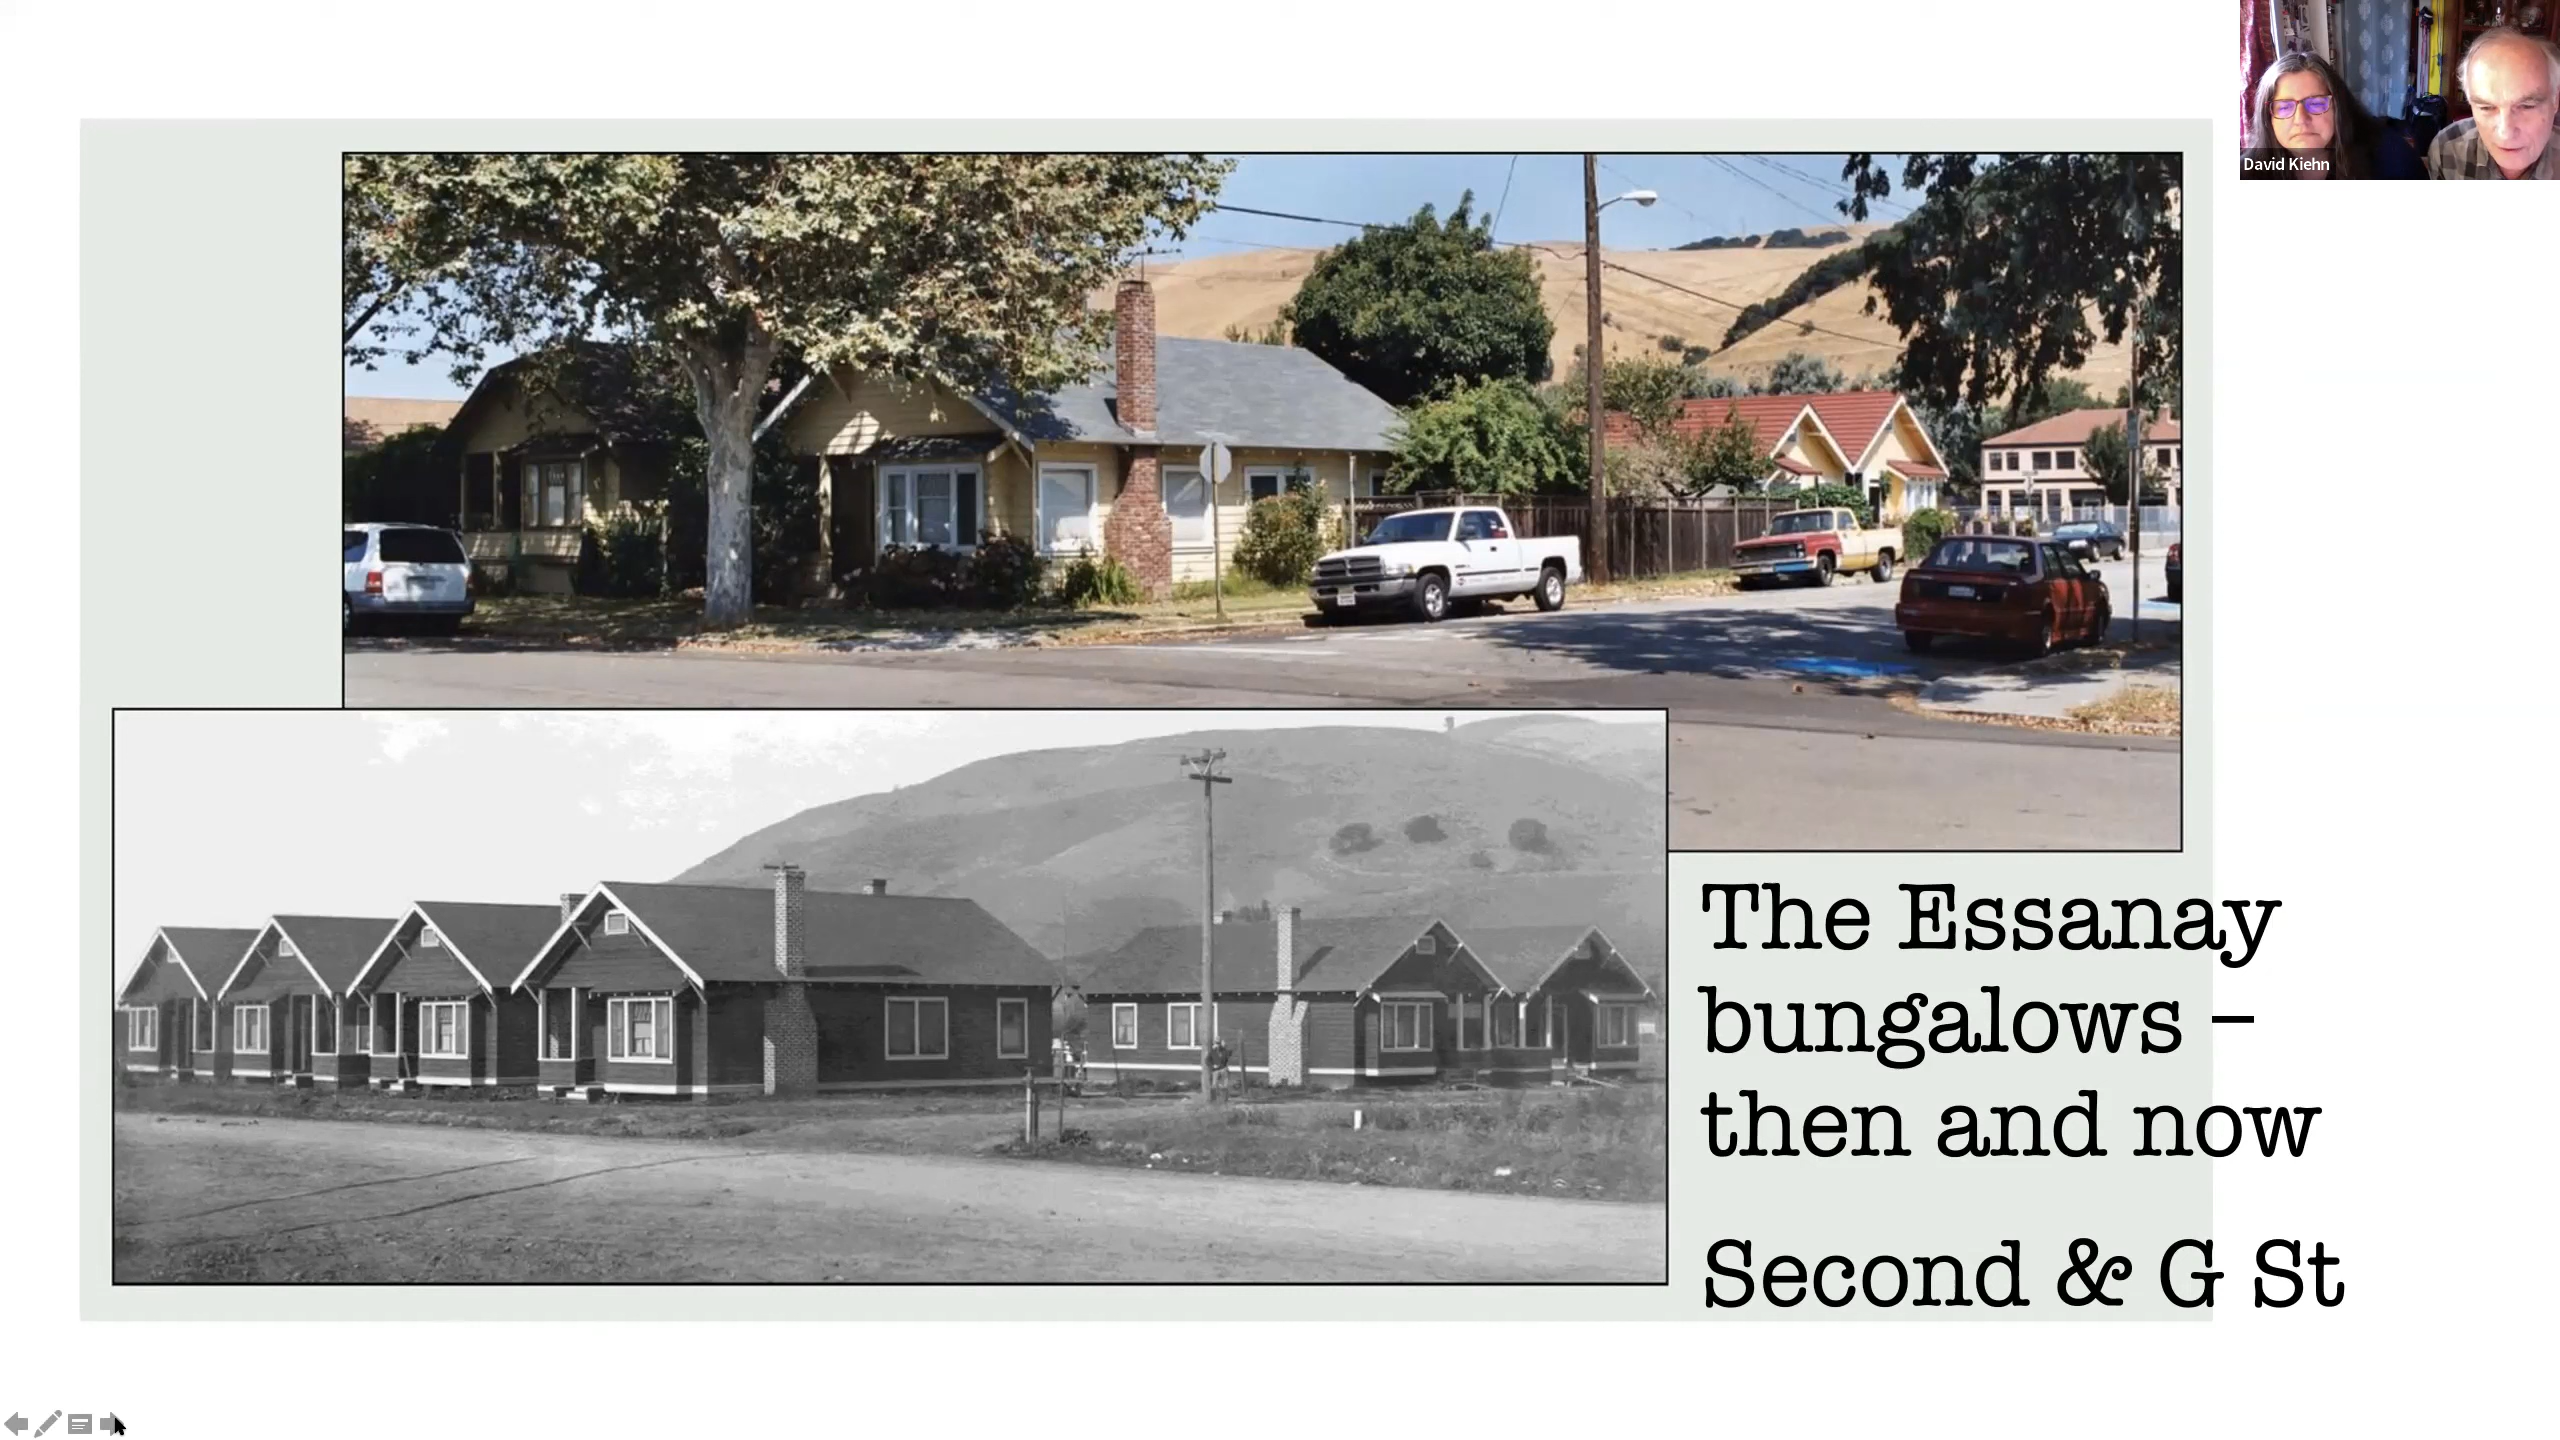 David Kiehn
The Essanay
bungalows –
then and now
Second & G St